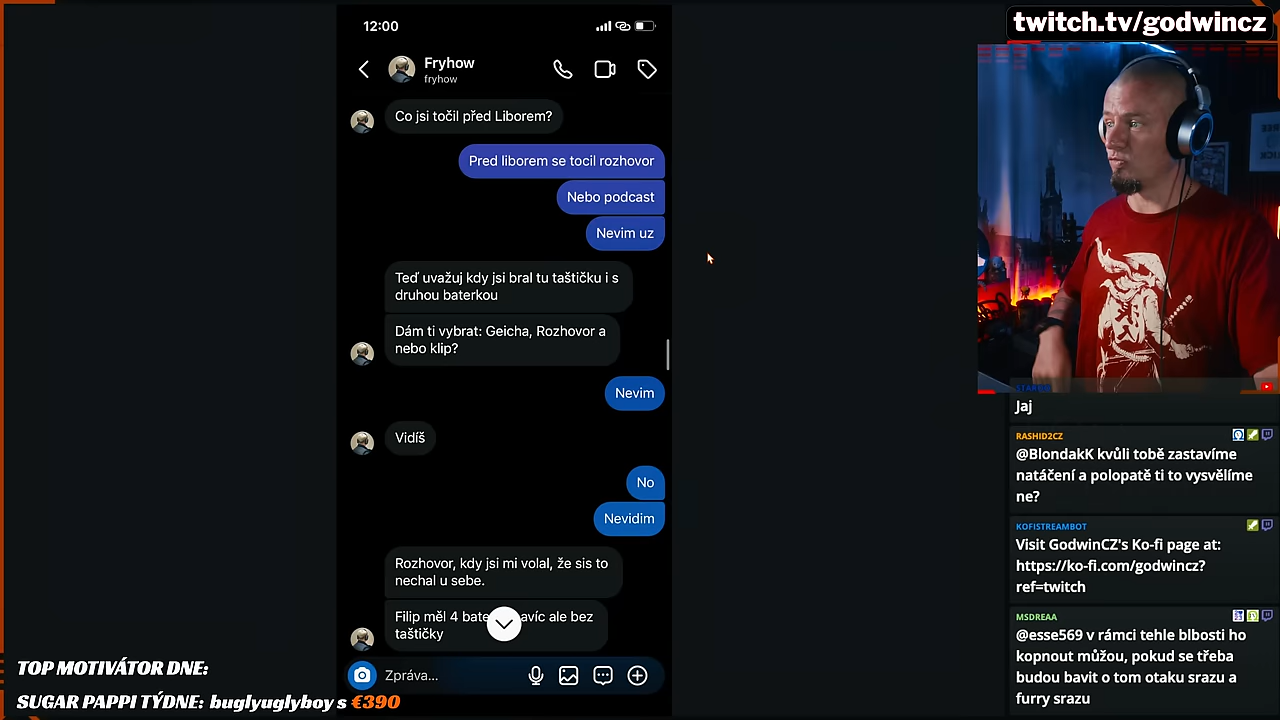 twitch.tv/godwincz
12:00
Fryhow
fryhow
Co jsi točil před Liborem?
Pred liborem se tocil rozhovor
Nebo podcast
Nevim uz
Teď uvažuj kdy jsi bral tu taštičku i s
druhou baterkou
Dám ti vybrat: Geicha, Rozhovor a
nebo klip?
Nevim
Vidíš
No
Nevidim
Rozhovor, kdy jsi mi volal, že sis to
nechal u sebe.
Filip měl 4 ale bez
taštičky
Zpráva...
Jaj
RASHID2CZ
@BlondakK kvůli tobě zastavíme
natáčení a polopatě ti to vysvělíme
ne?
KOFISTREAMBOT
Visit GodwinCZ's Ko-fi page at:
https://ko-fi.com/godwincz?
ref=twitch
MSDREAA
@esse569 v rámci tehle blbosti ho
kopnout můžou, pokud se třeba
budou bavit o tom otaku srazu a
furry srazu
TOP MOTIVÁTOR DNE:
SUGAR PAPPI TÝDNE: buglyuglyboy s €390